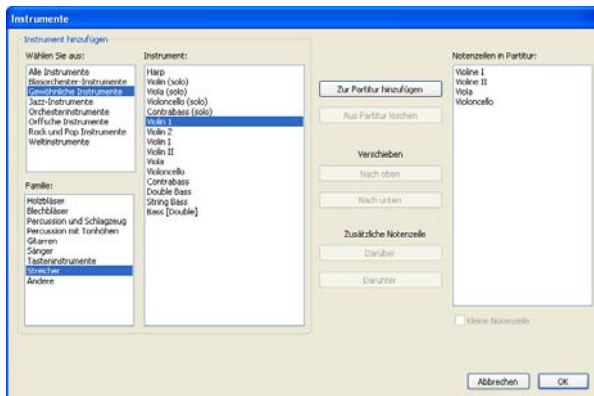 Instrumente
Instrument hinzufügen
Wählen Sie aus:
Alle Instrumente
Blasorchester-Instrumente
Gewöhnliche Instrumente
Jazz-Instrumente
Orchesterinstrumente
Orffsche Instrumente
Rock und Pop Instrumente
Weltinstrumente
Familie:
Holzbläser
Blechbläser
Percussion und Schlagzeug
Percussion mit Tonhöhen
Gitarren
Sänger
Tasteninstrumente
Streicher
Andere
Instrument:
Harp
Violin (solo)
Viola (solo)
Violoncello (solo)
Contrabass (solo)
Violin 1
Violin 2
Violin I
Violin II
Viola
Violoncello
Contrabass
Double Bass
String Bass
Bass [Double]
Zur Partitur hinzufügen
Aus Partitur löschen
Verschieben
Nach oben
Nach unten
Zusätzliche Notenzeile
Darüber
Darunter
Notenzeilen in Partitur:
Violine I
Violine II
Viola
Violoncello
Kleine Notenzeile
Abbrechen
OK